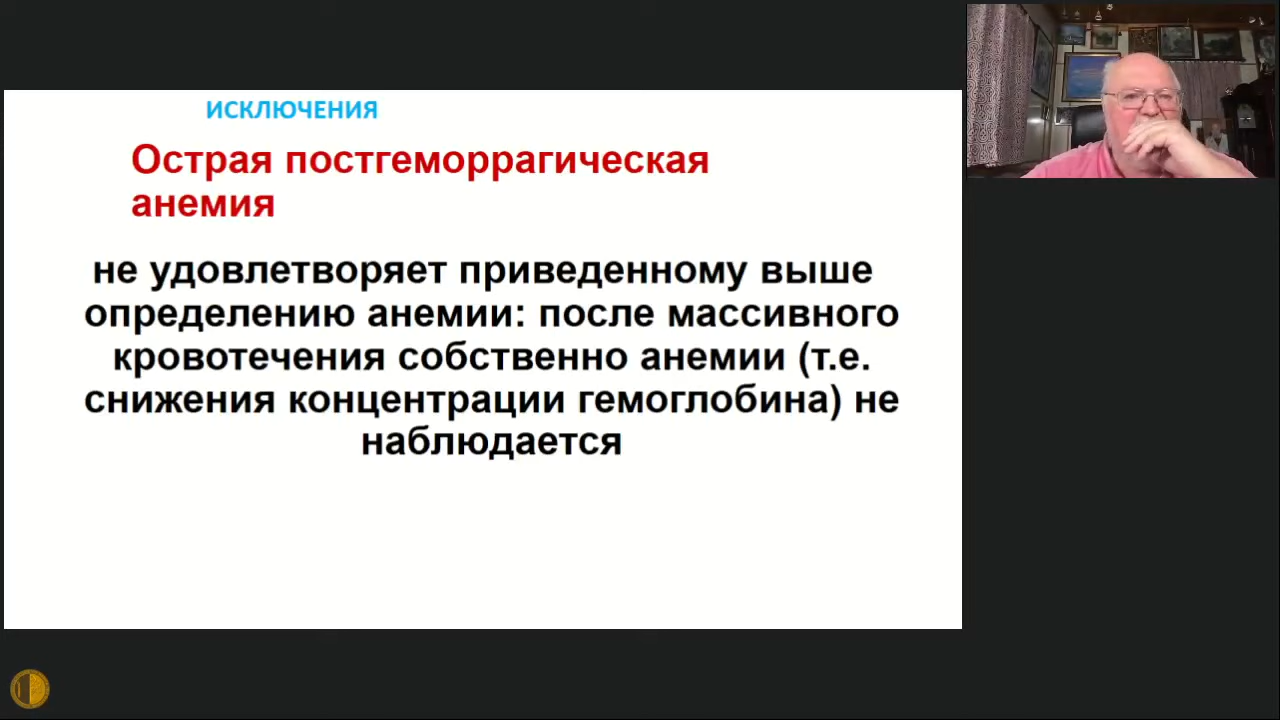 ИСКЛЮЧЕНИЯ
Острая постгеморрагическая
анемия
не удовлетворяет приведенному выше
определению анемии: после массивного
кровотечения собственно анемии (т.е.
снижения концентрации гемоглобина) не
наблюдается